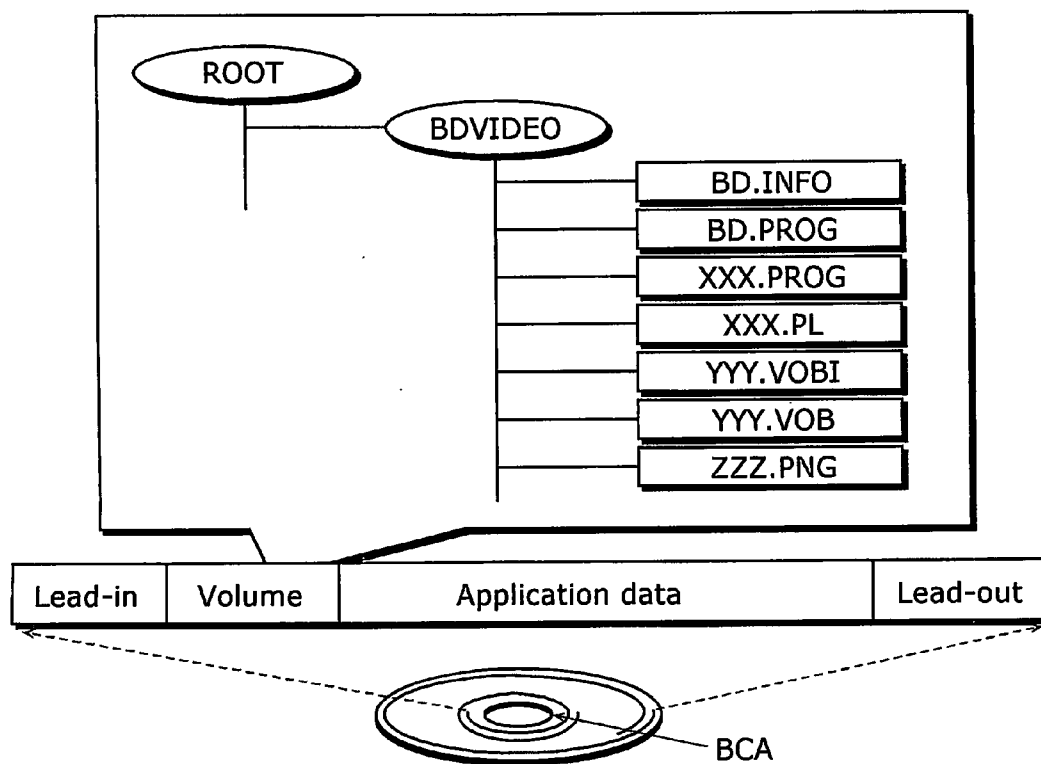 ROOT
BDVIDEO
BD.INFO
BD.PROG
XXX.PROG
XXX.PL
YYY.VOBI
YYY.VOB
ZZZ.PNG
Lead-in Volume Application data Lead-out
BCA